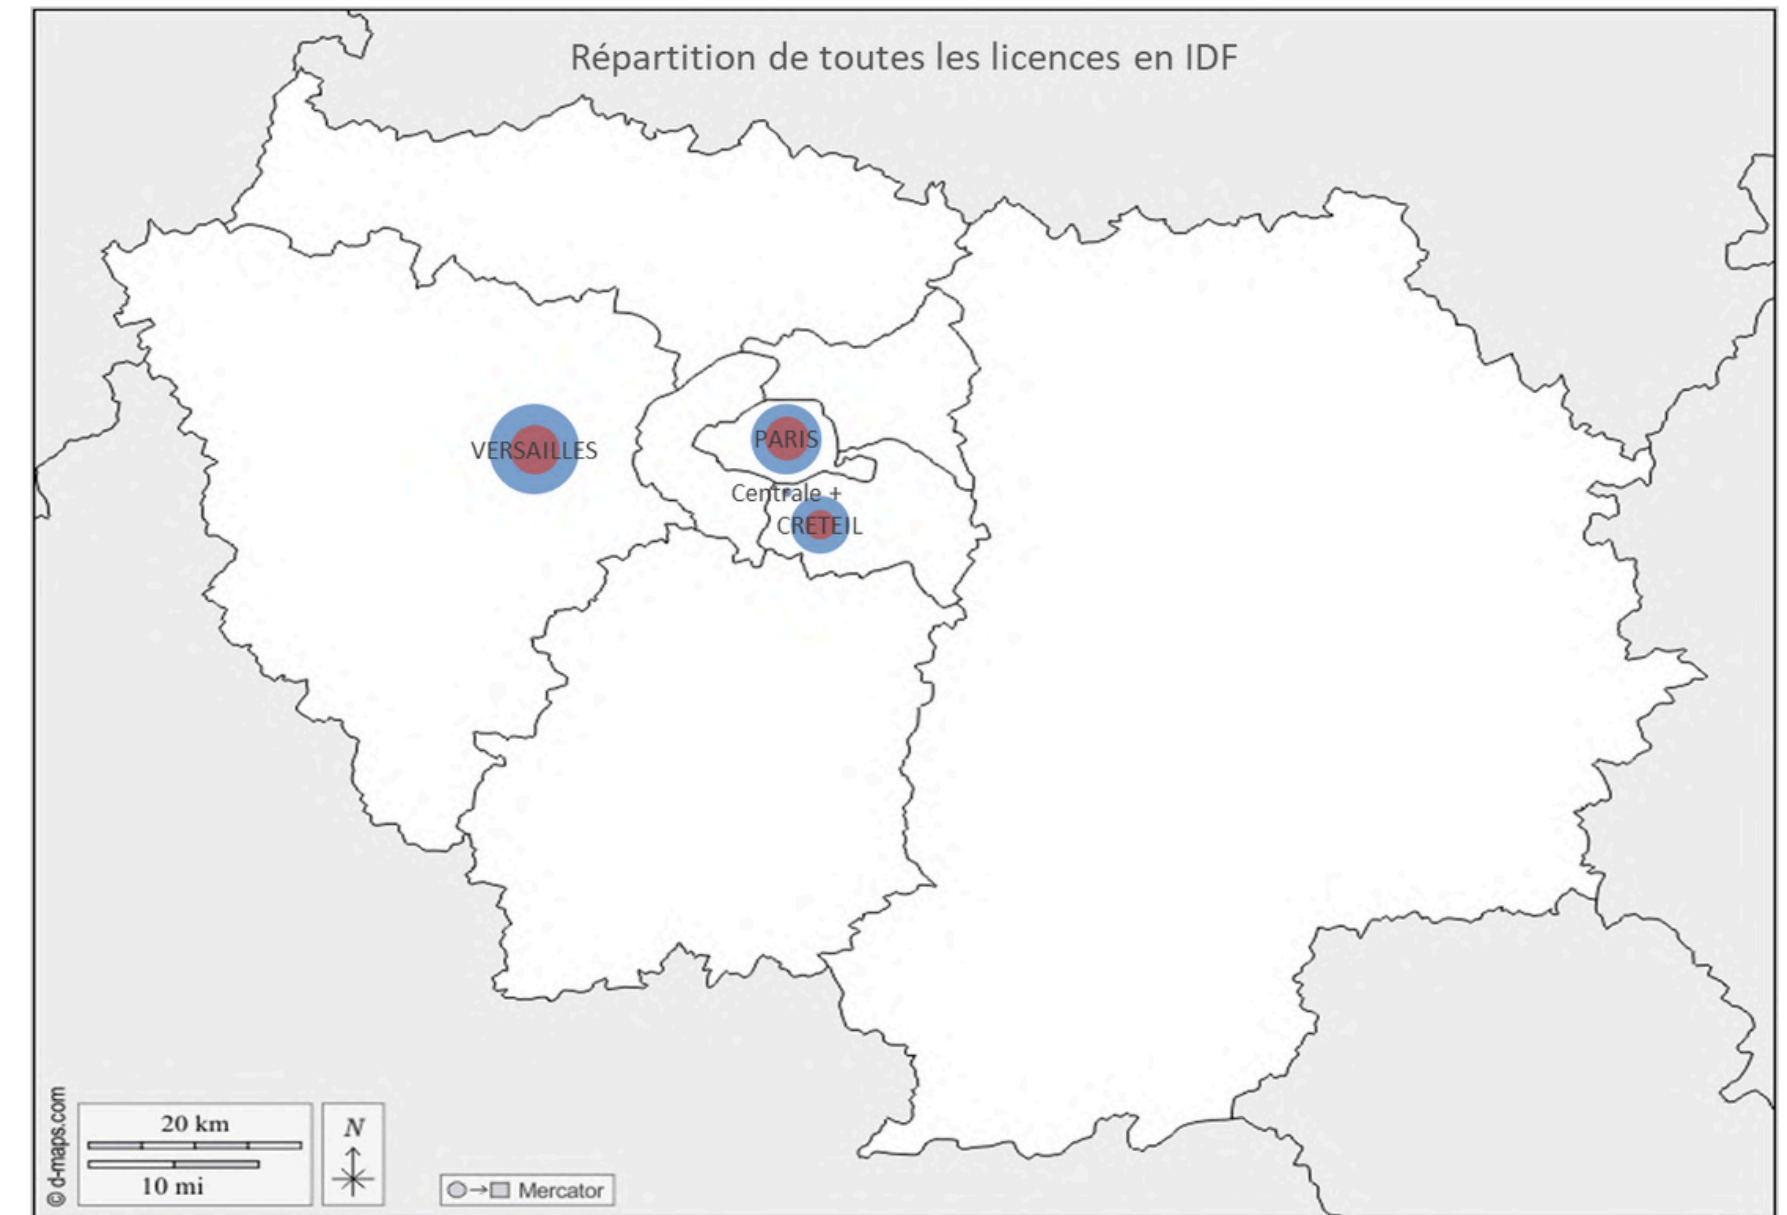 Répartition de toutes les licences en IDF
VERSAILLES
PARIS
Centrale +
CRETEIL
© d-maps.com
20 km
10 mi
N
Mercator